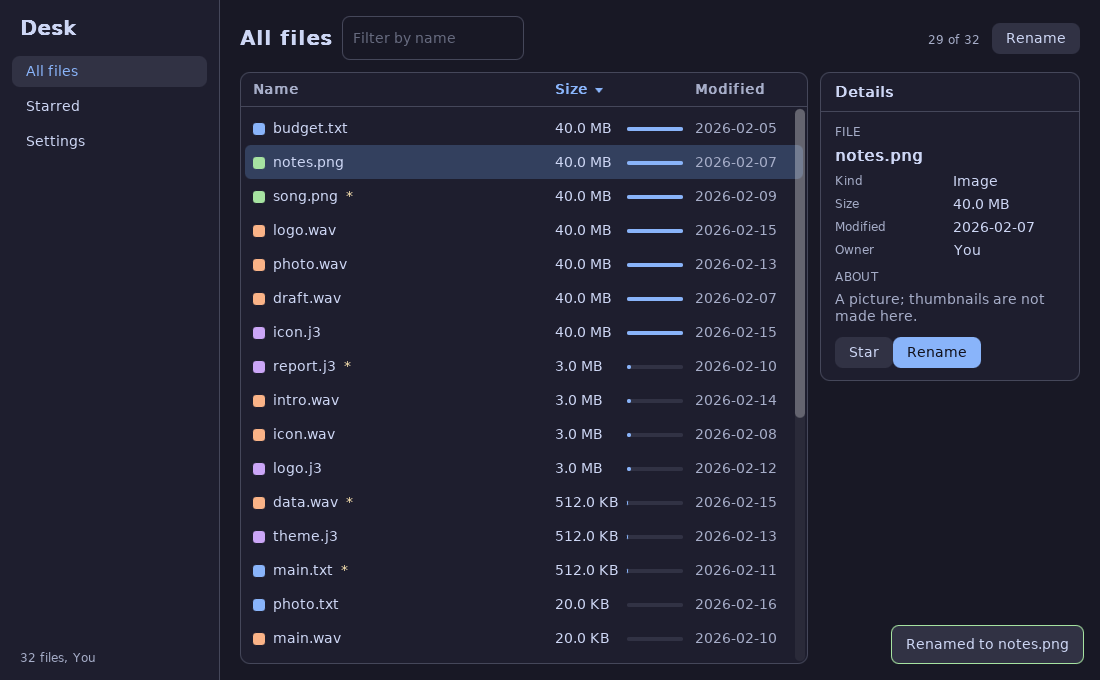 Desk
All files
Starred
Settings
32 files, You
All files
Filter by name
29 of 32
Rename
Name Size Modified
budget.txt 40.0 MB 2026-02-05
notes.png 40.0 MB 2026-02-07
song.png * 40.0 MB 2026-02-09
logo.wav 40.0 MB 2026-02-15
photo.wav 40.0 MB 2026-02-13
draft.wav 40.0 MB 2026-02-07
icon.j3 40.0 MB 2026-02-15
report.j3 * 3.0 MB 2026-02-10
intro.wav 3.0 MB 2026-02-14
icon.wav 3.0 MB 2026-02-08
logo.j3 3.0 MB 2026-02-12
data.wav * 512.0 KB 2026-02-15
theme.j3 512.0 KB 2026-02-13
main.txt * 512.0 KB 2026-02-11
photo.txt 20.0 KB 2026-02-16
main.wav 20.0 KB 2026-02-10
Details
FILE
notes.png
Kind Image
Size 40.0 MB
Modified 2026-02-07
Owner You
ABOUT
A picture; thumbnails are not
made here.
Star Rename
Renamed to notes.png